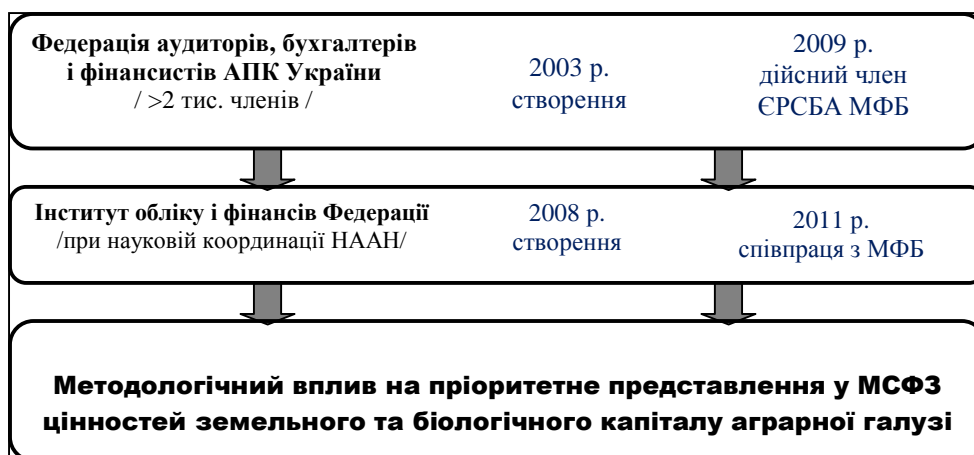 Федерація аудиторів, бухгалтерів
і фінансистів АПК України
/ >2 тис. членів /
2003 р.
створення
2009 р.
дійсний член
ЄРСБА МФБ
Інститут обліку і фінансів Федерації
/при науковій координації НААН/
2008 р.
створення
2011 р.
співпраця з МФБ
Методологічний вплив на пріоритетне представлення у МСФЗ
цінностей земельного та біологічного капіталу аграрної галузі